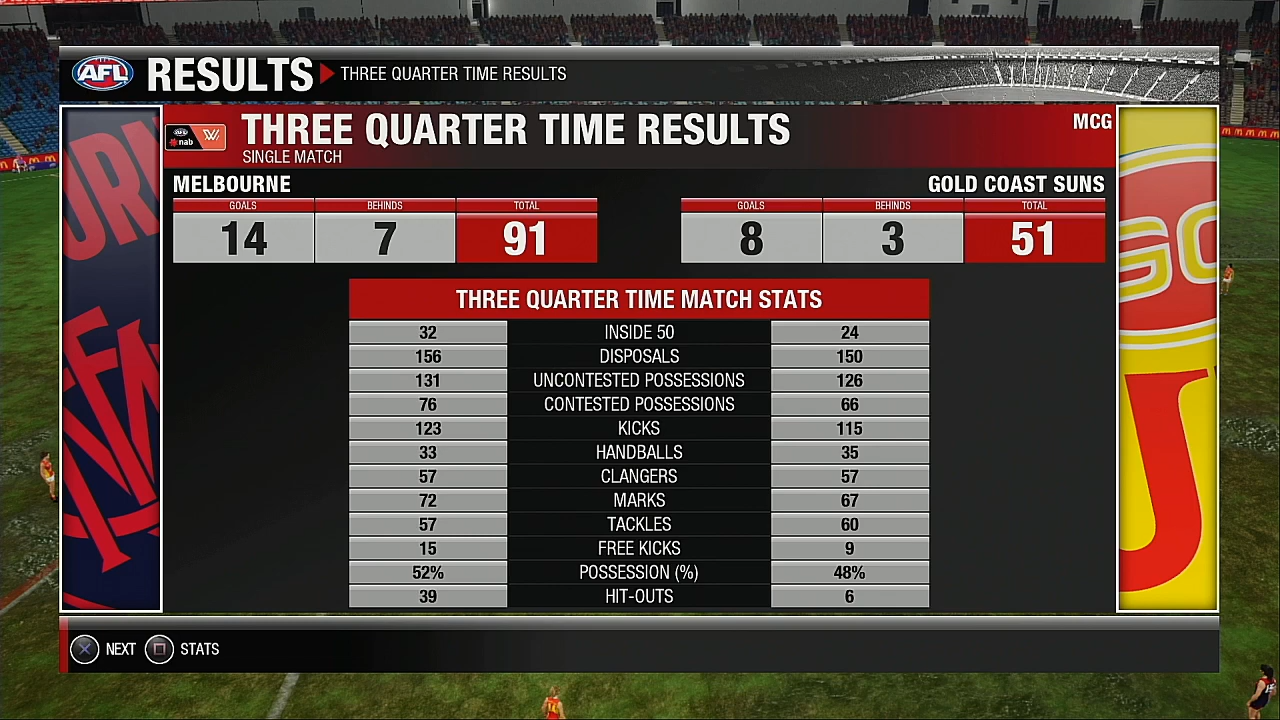 AFL RESULTS THREE QUARTER TIME RESULTS
AFL nab W THREE QUARTER TIME RESULTS MCG
SINGLE MATCH
MELBOURNE GOLD COAST SUNS
GOALS BEHINDS TOTAL GOALS BEHINDS TOTAL
14 7 91 8 3 51
THREE QUARTER TIME MATCH STATS
32 INSIDE 50 24
156 DISPOSALS 150
131 UNCONTESTED POSSESSIONS 126
76 CONTESTED POSSESSIONS 66
123 KICKS 115
33 HANDBALLS 35
57 CLANGERS 57
72 MARKS 67
57 TACKLES 60
15 FREE KICKS 9
52% POSSESSION (%) 48%
39 HIT-OUTS 6
NEXT STATS